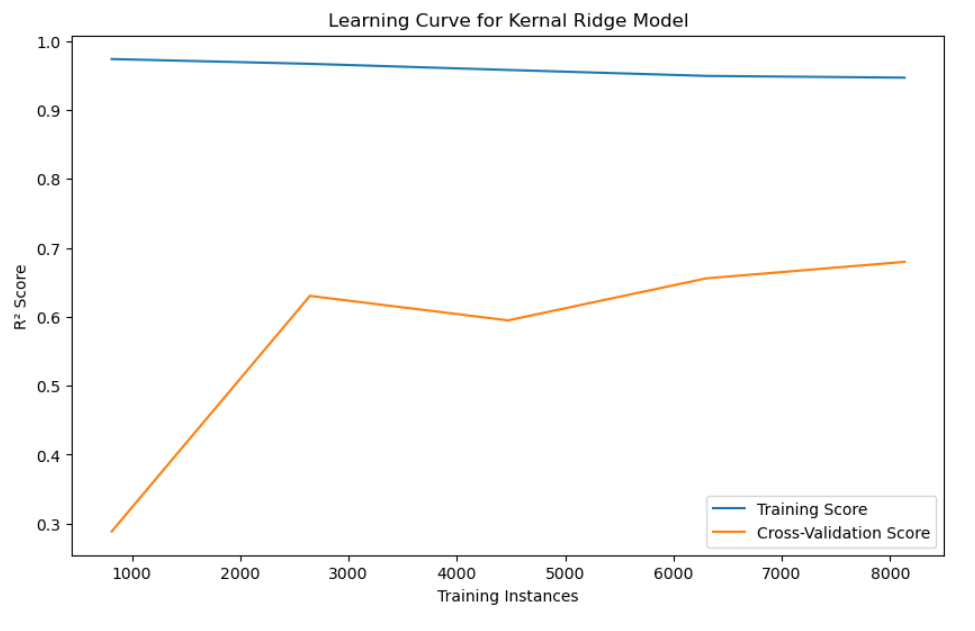 Learning Curve for Kernal Ridge Model
1.0
0.9
0.8
0.7
0.6
0.5
0.4
0.3
R² Score
1000 2000 3000 4000 5000 6000 7000 8000
Training Instances
Training Score
Cross-Validation Score